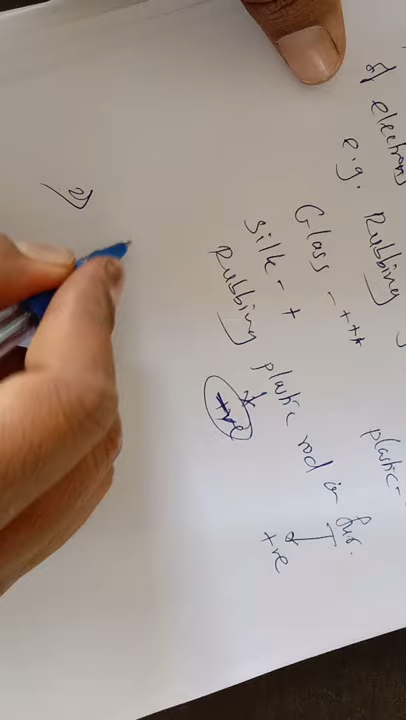 of electrons
e.g. Rubbing
plastic-
Glass - +++
Silk - +
Rubbing plastic rod in fur.
+ve
+ve
2)